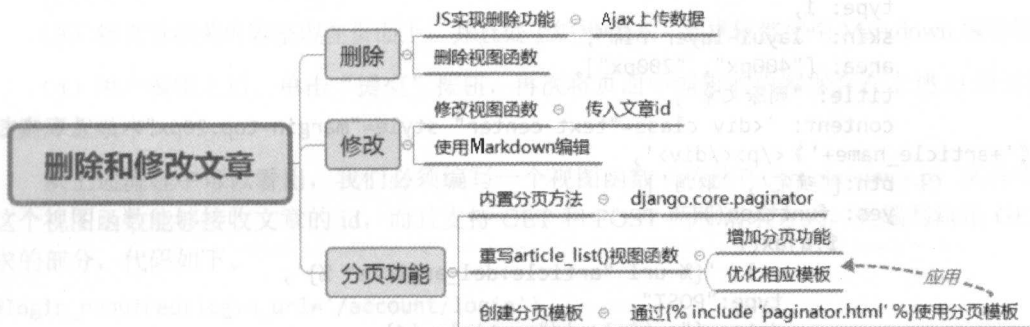 删除和修改文章
删除
JS实现删除功能
Ajax上传数据
删除视图函数
修改
修改视图函数
传入文章id
使用Markdown编辑
分页功能
内置分页方法
django.core.paginator
重写article_list()视图函数
增加分页功能
优化相应模板
应用
创建分页模板
通过{% include 'paginator.html' %}使用分页模板